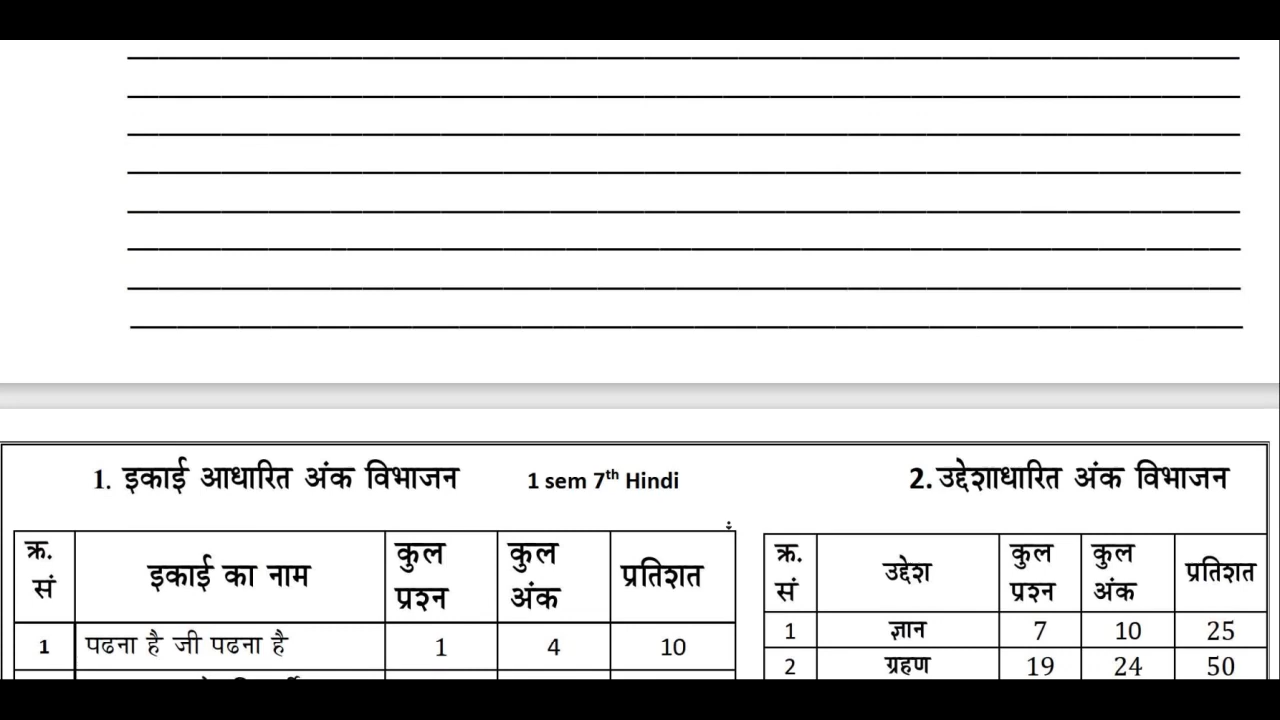 1. इकाई आधारित अंक विभाजन 1 sem 7th Hindi 2. उद्देशाधारित अंक विभाजन
क्र. सं इकाई का नाम कुल प्रश्न कुल अंक प्रतिशत
1 पढना है जी पढना है 1 4 10
क्र. सं उद्देश कुल प्रश्न कुल अंक प्रतिशत
1 ज्ञान 7 10 25
2 ग्रहण 19 24 50